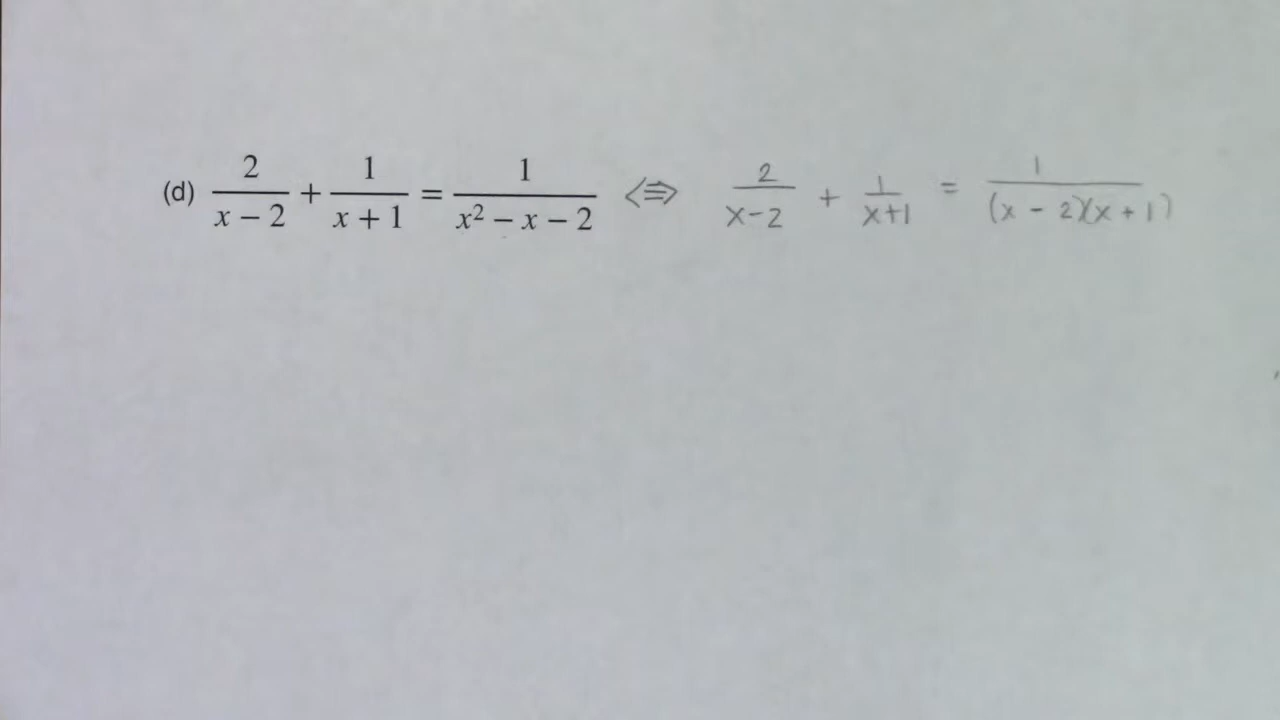 (d) 2/(x − 2) + 1/(x + 1) = 1/(x² − x − 2) ⟺ 2/(x-2) + 1/(x+1) = 1/((x - 2)(x + 1))